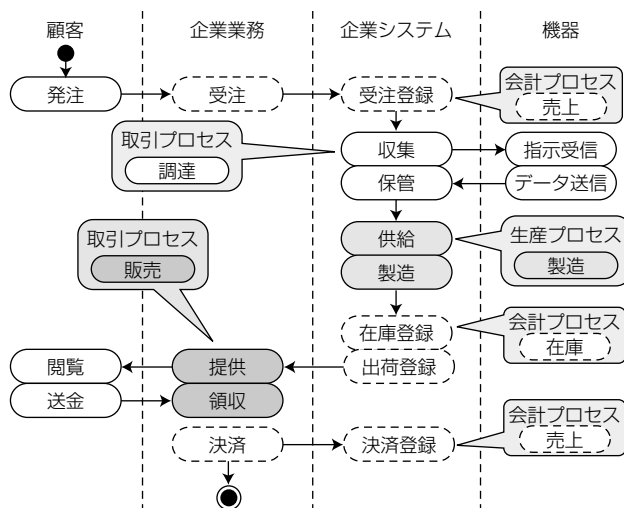 顧客
企業業務
企業システム
機器
発注
受注
受注登録
会計プロセス
売上
取引プロセス
調達
収集
指示受信
保管
データ送信
取引プロセス
販売
供給
製造
生産プロセス
製造
在庫登録
出荷登録
会計プロセス
在庫
閲覧
提供
送金
領収
決済
決済登録
会計プロセス
売上